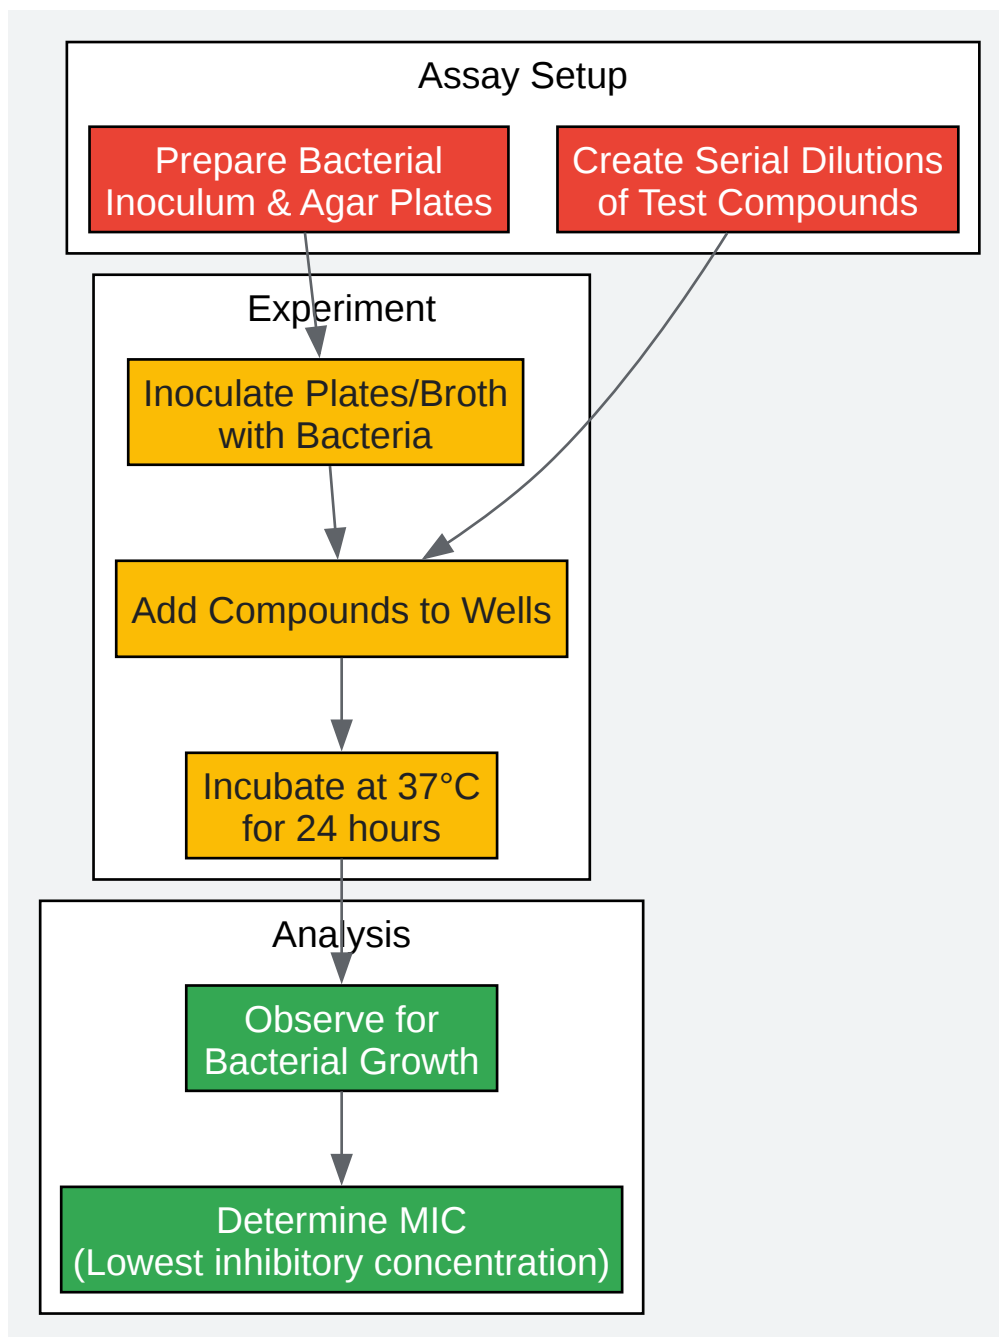 Assay Setup
Prepare Bacterial
Inoculum & Agar Plates
Create Serial Dilutions
of Test Compounds
Experiment
Inoculate Plates/Broth
with Bacteria
Add Compounds to Wells
Incubate at 37°C
for 24 hours
Analysis
Observe for
Bacterial Growth
Determine MIC
(Lowest inhibitory concentration)